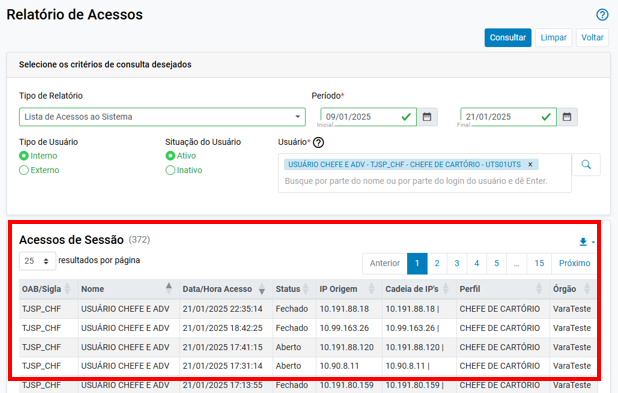 Relatório de Acessos
?
Consultar Limpar Voltar
Selecione os critérios de consulta desejados
Tipo de Relatório Período*
Lista de Acessos ao Sistema 09/01/2025 21/01/2025
Inicial Final
Tipo de Usuário Situação do Usuário Usuário* ?
Interno Ativo USUÁRIO CHEFE E ADV - TJSP_CHF - CHEFE DE CARTÓRIO - UTS01UTS x
Externo Inativo Busque por parte do nome ou por parte do login do usuário e dê Enter.
Acessos de Sessão (372)
25 resultados por página Anterior 1 2 3 4 5 ... 15 Próximo
OAB/Sigla Nome Data/Hora Acesso Status IP Origem Cadeia de IP's Perfil Órgão
TJSP_CHF USUÁRIO CHEFE E ADV 21/01/2025 22:35:14 Fechado 10.191.88.18 10.191.88.18 | CHEFE DE CARTÓRIO VaraTeste
TJSP_CHF USUÁRIO CHEFE E ADV 21/01/2025 18:42:25 Fechado 10.99.163.26 10.99.163.26 | CHEFE DE CARTÓRIO VaraTeste
TJSP_CHF USUÁRIO CHEFE E ADV 21/01/2025 17:41:15 Aberto 10.191.88.120 10.191.88.120 | CHEFE DE CARTÓRIO VaraTeste
TJSP_CHF USUÁRIO CHEFE E ADV 21/01/2025 17:31:14 Aberto 10.90.8.11 10.90.8.11 | CHEFE DE CARTÓRIO VaraTeste
TJSP_CHF USUÁRIO CHEFE E ADV 21/01/2025 17:13:55 Fechado 10.191.80.159 10.191.80.159 | CHEFE DE CARTÓRIO VaraTeste